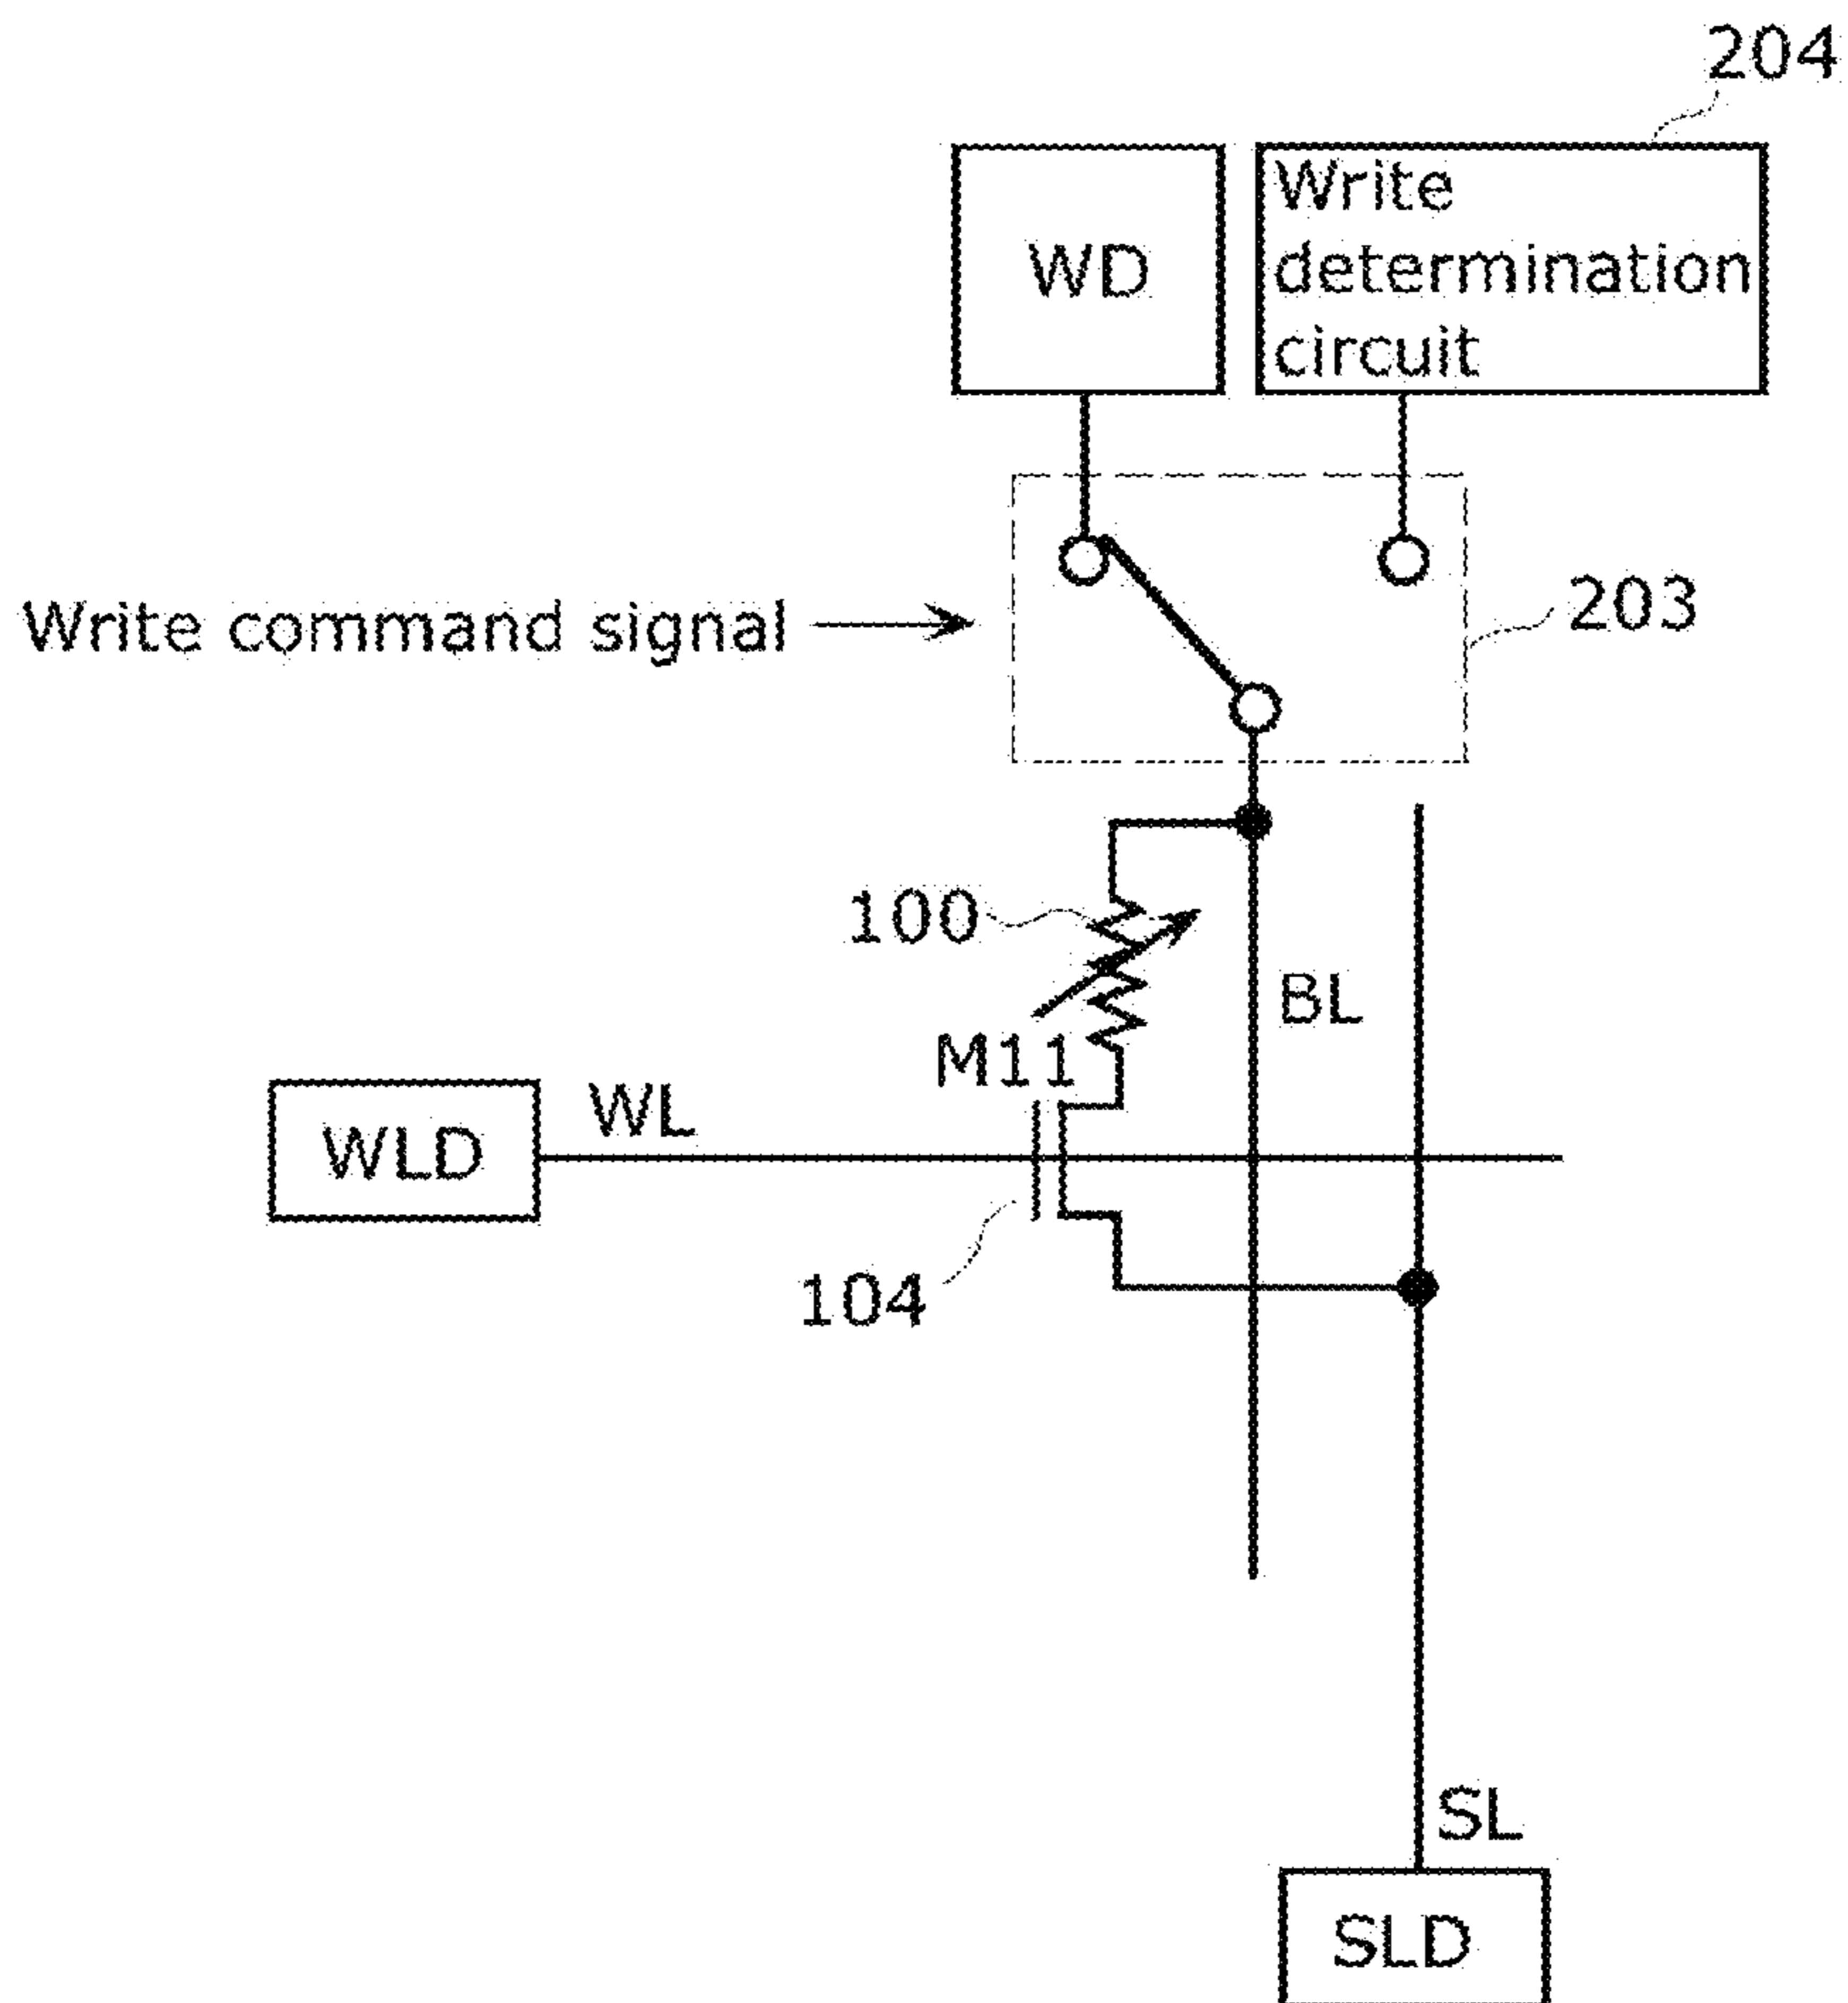 204
WD
Write
determination
circuit
Write command signal
203
100
BL
M11
WL
WLD
104
SL
SLD